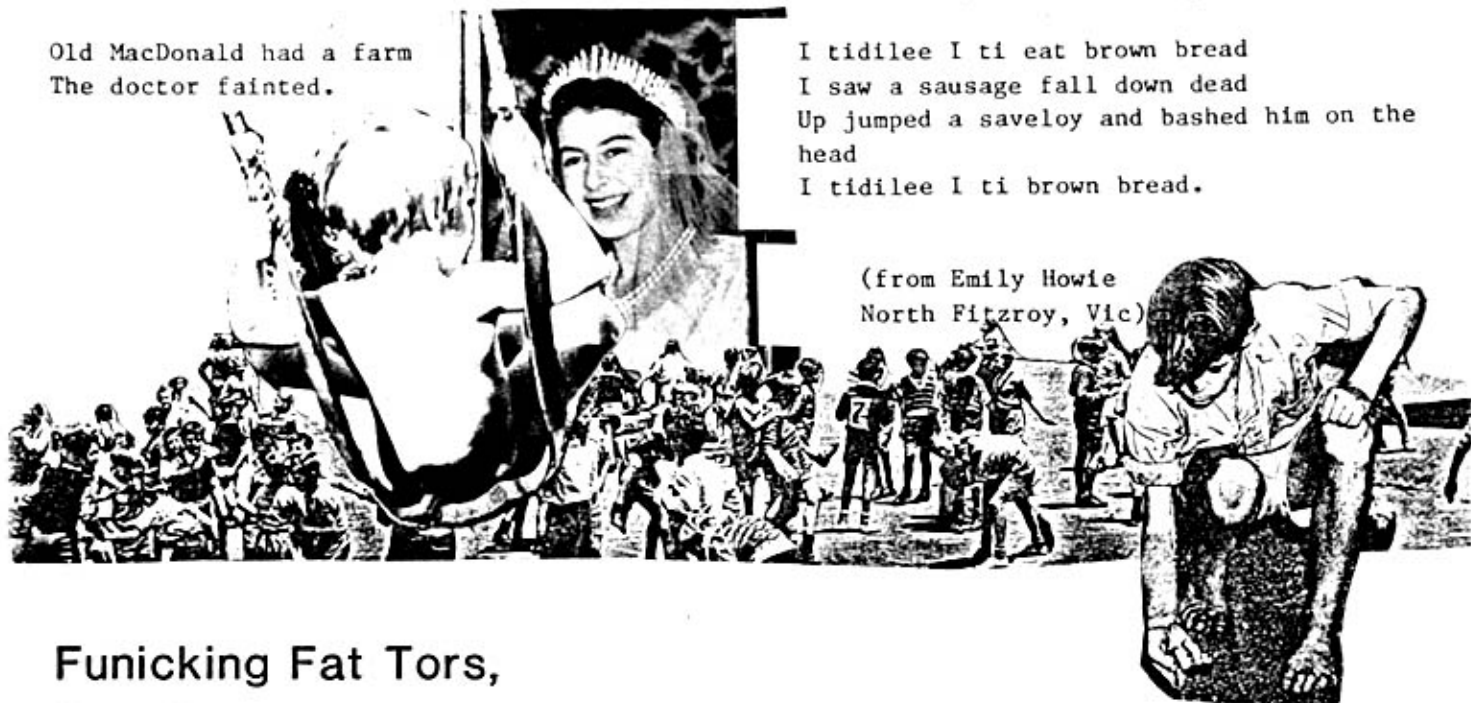 Old MacDonald had a farm
The doctor fainted.
I tidilee I ti eat brown bread
I saw a sausage fall down dead
Up jumped a saveloy and bashed him on the
head
I tidilee I ti brown bread.
(from Emily Howie
North Fitzroy, Vic)
2
Funicking Fat Tors,